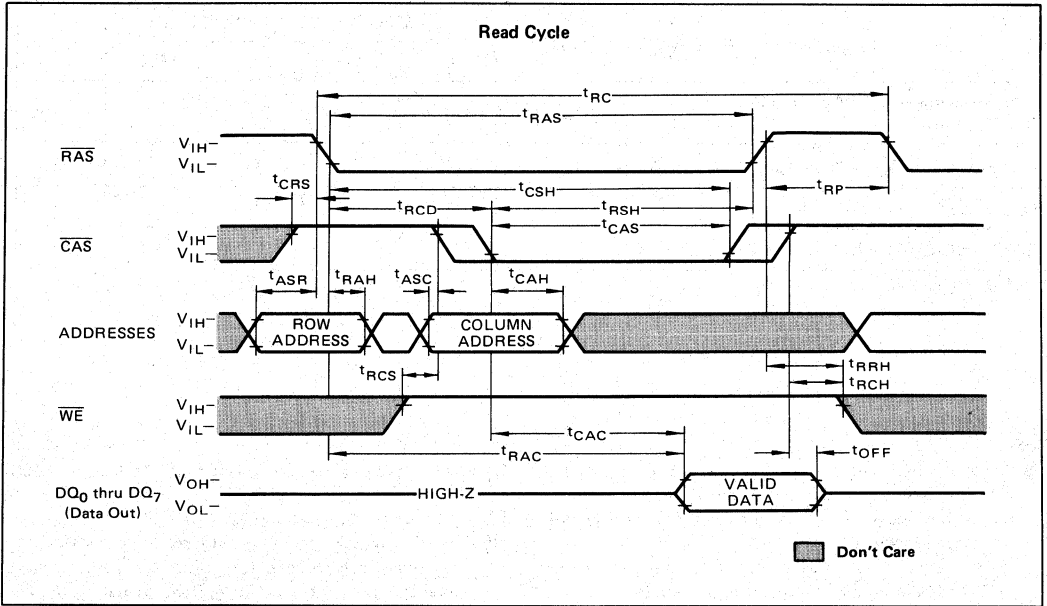 Read Cycle
tRC
tRAS
RAS
VIH
VIL
tCRS
tCSH
tRP
tRCD
tRSH
CAS
VIH
VIL
tCAS
tASR
tRAH
tASC
tCAH
ADDRESSES
VIH
VIL
ROW ADDRESS
COLUMN ADDRESS
tRCS
tRRH
tRCH
WE
VIH
VIL
tCAC
tRAC
tOFF
DQ0 thru DQ7
(Data Out)
VOH
VOL
HIGH-Z
VALID DATA
Don't Care